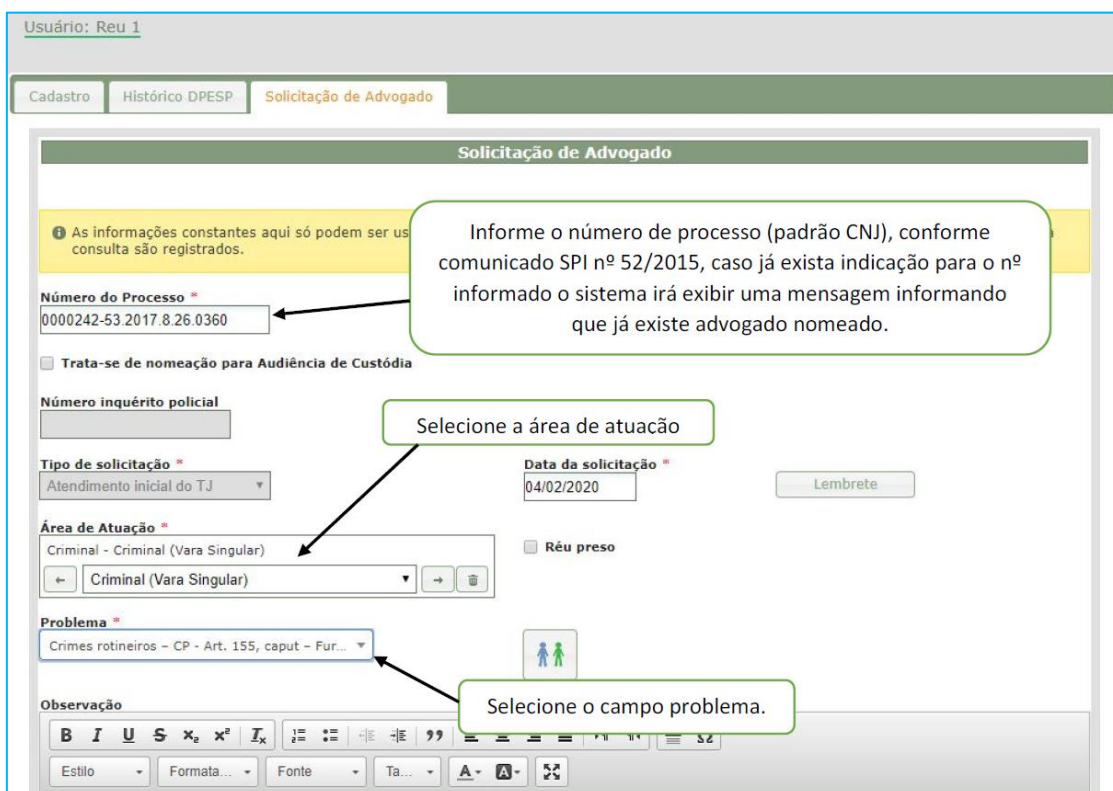 Usuário: Reu 1
Cadastro Histórico DPESP Solicitação de Advogado
Solicitação de Advogado
As informações constantes aqui só podem ser us
consulta são registrados.
Informe o número de processo (padrão CNJ), conforme
comunicado SPI nº 52/2015, caso já exista indicação para o nº
informado o sistema irá exibir uma mensagem informando
que já existe advogado nomeado.
Número do Processo *
0000242-53.2017.8.26.0360
Trata-se de nomeação para Audiência de Custódia
Número inquérito policial
Selecione a área de atuação
Tipo de solicitação * Data da solicitação *
Atendimento inicial do TJ 04/02/2020 Lembrete
Área de Atuação *
Criminal - Criminal (Vara Singular) Réu preso
Criminal (Vara Singular)
Problema *
Crimes rotineiros – CP - Art. 155, caput – Fur...
Selecione o campo problema.
Observação
B I U S x₂ x² Ix
Estilo Formata... Fonte Ta... A A